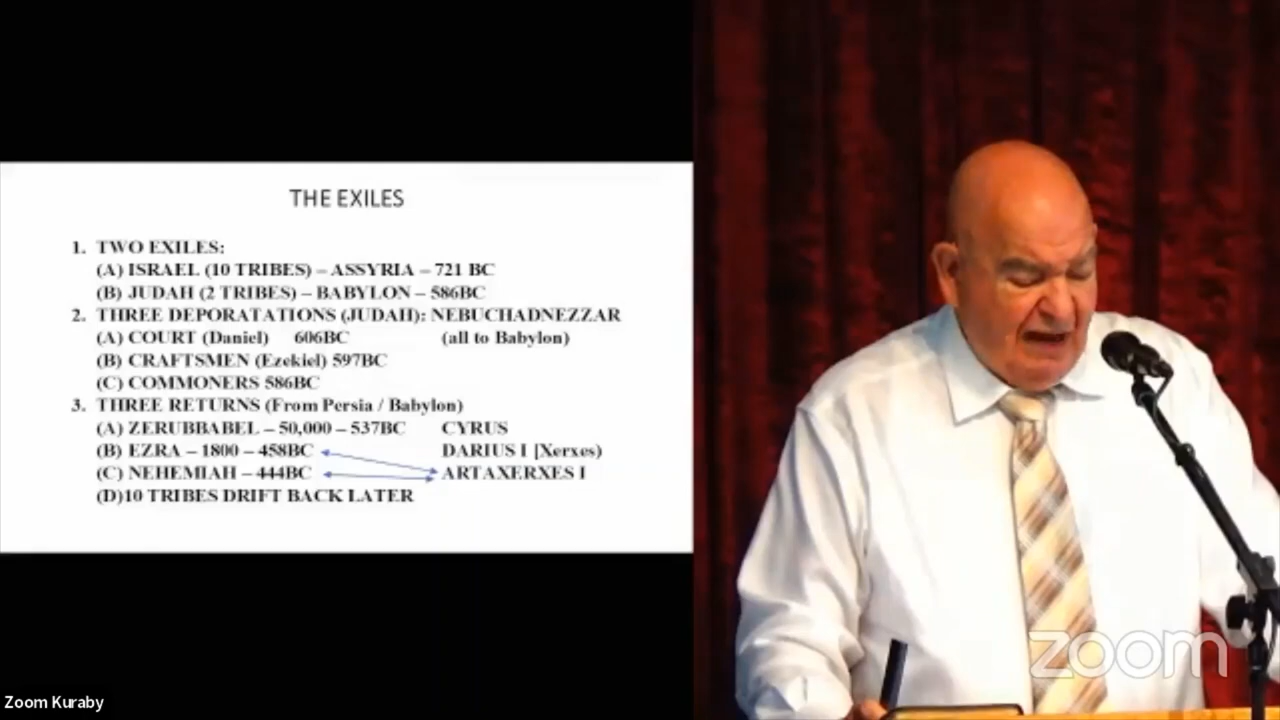 THE EXILES
1. TWO EXILES:
(A) ISRAEL (10 TRIBES) – ASSYRIA – 721 BC
(B) JUDAH (2 TRIBES) – BABYLON – 586BC
2. THREE DEPORATATIONS (JUDAH): NEBUCHADNEZZAR
(A) COURT (Daniel) 606BC (all to Babylon)
(B) CRAFTSMEN (Ezekiel) 597BC
(C) COMMONERS 586BC
3. THREE RETURNS (From Persia / Babylon)
(A) ZERUBBABEL – 50,000 – 537BC CYRUS
(B) EZRA – 1800 – 458BC DARIUS I [Xerxes)
(C) NEHEMIAH – 444BC ARTAXERXES I
(D)10 TRIBES DRIFT BACK LATER
zoom
Zoom Kuraby